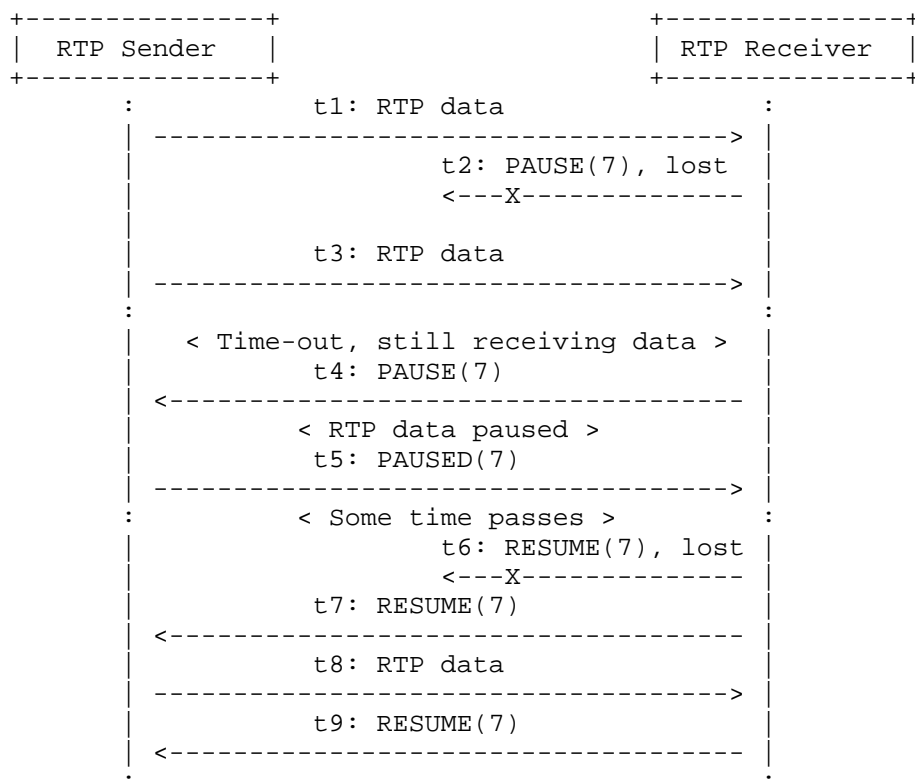 RTP Sender RTP Receiver
t1: RTP data
t2: PAUSE(7), lost
X
t3: RTP data
< Time-out, still receiving data >
t4: PAUSE(7)
< RTP data paused >
t5: PAUSED(7)
< Some time passes >
t6: RESUME(7), lost
X
t7: RESUME(7)
t8: RTP data
t9: RESUME(7)